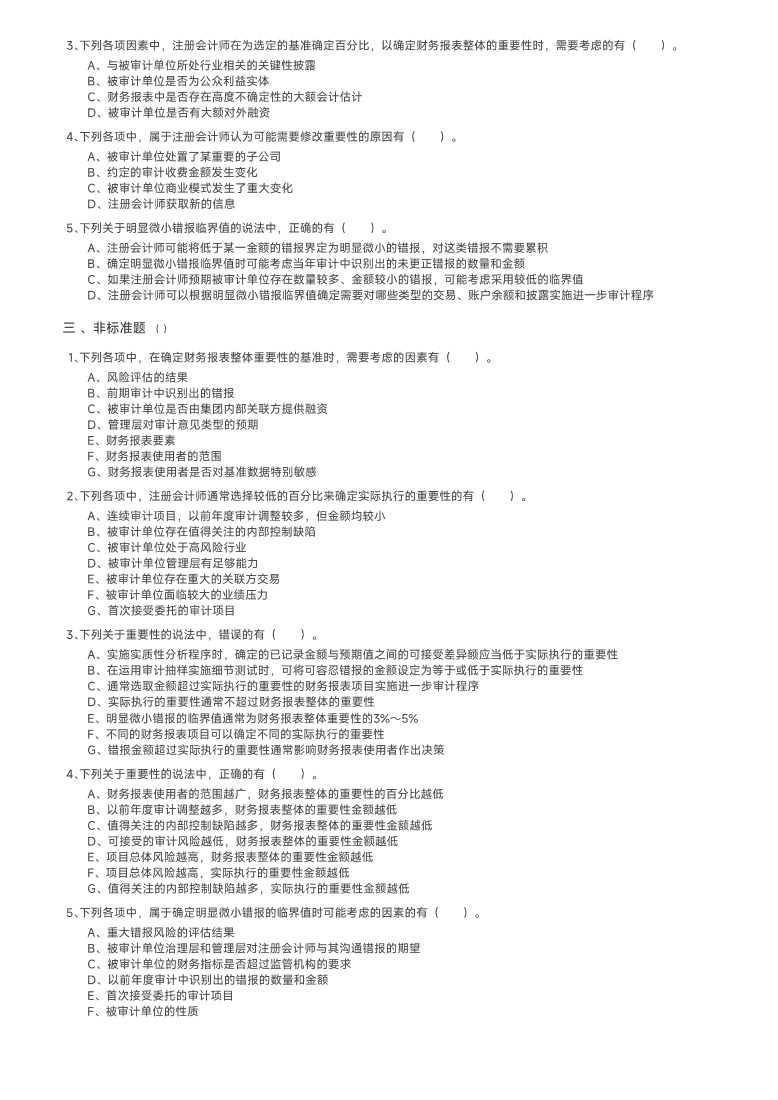 3、下列各项因素中，注册会计师在为选定的基准确定百分比，以确定财务报表整体的重要性时，需要考虑的有（　　）。
A、与被审计单位所处行业相关的关键性披露
B、被审计单位是否为公众利益实体
C、财务报表中是否存在高度不确定性的大额会计估计
D、被审计单位是否有大额对外融资
4、下列各项中，属于注册会计师认为可能需要修改重要性的原因有（　　）。
A、被审计单位处置了某重要的子公司
B、约定的审计收费金额发生变化
C、被审计单位商业模式发生了重大变化
D、注册会计师获取新的信息
5、下列关于明显微小错报临界值的说法中，正确的有（　　）。
A、注册会计师可能将低于某一金额的错报界定为明显微小的错报，对这类错报不需要累积
B、确定明显微小错报临界值时可能考虑当年审计中识别出的未更正错报的数量和金额
C、如果注册会计师预期被审计单位存在数量较多、金额较小的错报，可能考虑采用较低的临界值
D、注册会计师可以根据明显微小错报临界值确定需要对哪些类型的交易、账户余额和披露实施进一步审计程序
三 、非标准题 （ ）
1、下列各项中，在确定财务报表整体重要性的基准时，需要考虑的因素有（　　）。
A、风险评估的结果
B、前期审计中识别出的错报
C、被审计单位是否由集团内部关联方提供融资
D、管理层对审计意见类型的预期
E、财务报表要素
F、财务报表使用者的范围
G、财务报表使用者是否对基准数据特别敏感
2、下列各项中，注册会计师通常选择较低的百分比来确定实际执行的重要性的有（　　）。
A、连续审计项目，以前年度审计调整较多，但金额均较小
B、被审计单位存在值得关注的内部控制缺陷
C、被审计单位处于高风险行业
D、被审计单位管理层有足够能力
E、被审计单位存在重大的关联方交易
F、被审计单位面临较大的业绩压力
G、首次接受委托的审计项目
3、下列关于重要性的说法中，错误的有（　　）。
A、实施实质性分析程序时，确定的已记录金额与预期值之间的可接受差异额应当低于实际执行的重要性
B、在运用审计抽样实施细节测试时，可将可容忍错报的金额设定为等于或低于实际执行的重要性
C、通常选取金额超过实际执行的重要性的财务报表项目实施进一步审计程序
D、实际执行的重要性通常不超过财务报表整体的重要性
E、明显微小错报的临界值通常为财务报表整体重要性的3%～5%
F、不同的财务报表项目可以确定不同的实际执行的重要性
G、错报金额超过实际执行的重要性通常影响财务报表使用者作出决策
4、下列关于重要性的说法中，正确的有（　　）。
A、财务报表使用者的范围越广，财务报表整体的重要性的百分比越低
B、以前年度审计调整越多，财务报表整体的重要性金额越低
C、值得关注的内部控制缺陷越多，财务报表整体的重要性金额越低
D、可接受的审计风险越低，财务报表整体的重要性金额越低
E、项目总体风险越高，财务报表整体的重要性金额越低
F、项目总体风险越高，实际执行的重要性金额越低
G、值得关注的内部控制缺陷越多，实际执行的重要性金额越低
5、下列各项中，属于确定明显微小错报的临界值时可能考虑的因素的有（　　）。
A、重大错报风险的评估结果
B、被审计单位治理层和管理层对注册会计师与其沟通错报的期望
C、被审计单位的财务指标是否超过监管机构的要求
D、以前年度审计中识别出的错报的数量和金额
E、首次接受委托的审计项目
F、被审计单位的性质